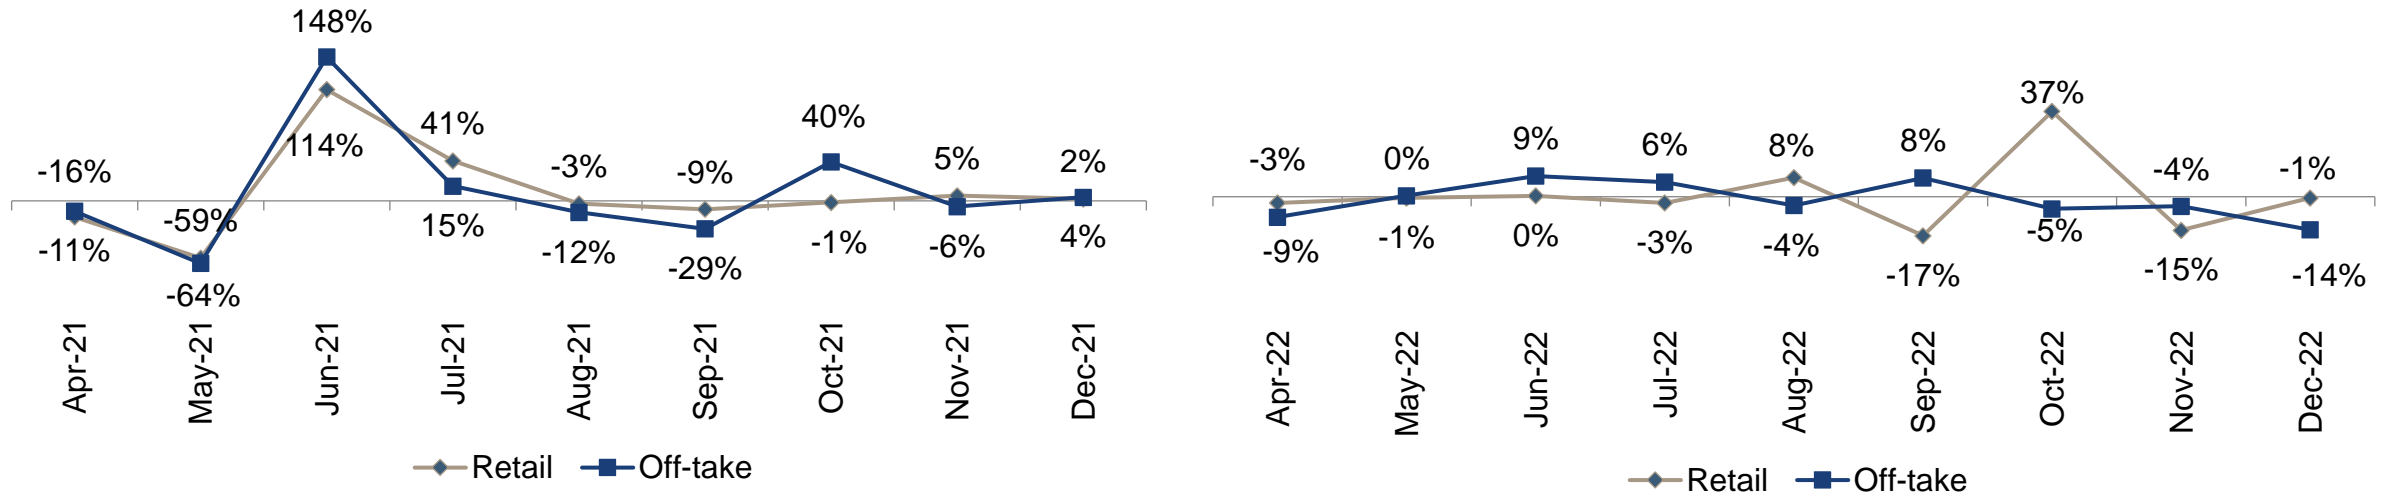 148%
114%
41%
40%
-16%
-3%
-9%
5%
2%
-59%
-11%
15%
-12%
-29%
-1%
-6%
4%
-64%
Apr-21
May-21
Jun-21
Jul-21
Aug-21
Sep-21
Oct-21
Nov-21
Dec-21
Retail
Off-take
37%
-3%
0%
9%
6%
8%
8%
-4%
-1%
-9%
-1%
0%
-3%
-4%
-17%
-5%
-15%
-14%
Apr-22
May-22
Jun-22
Jul-22
Aug-22
Sep-22
Oct-22
Nov-22
Dec-22
Retail
Off-take